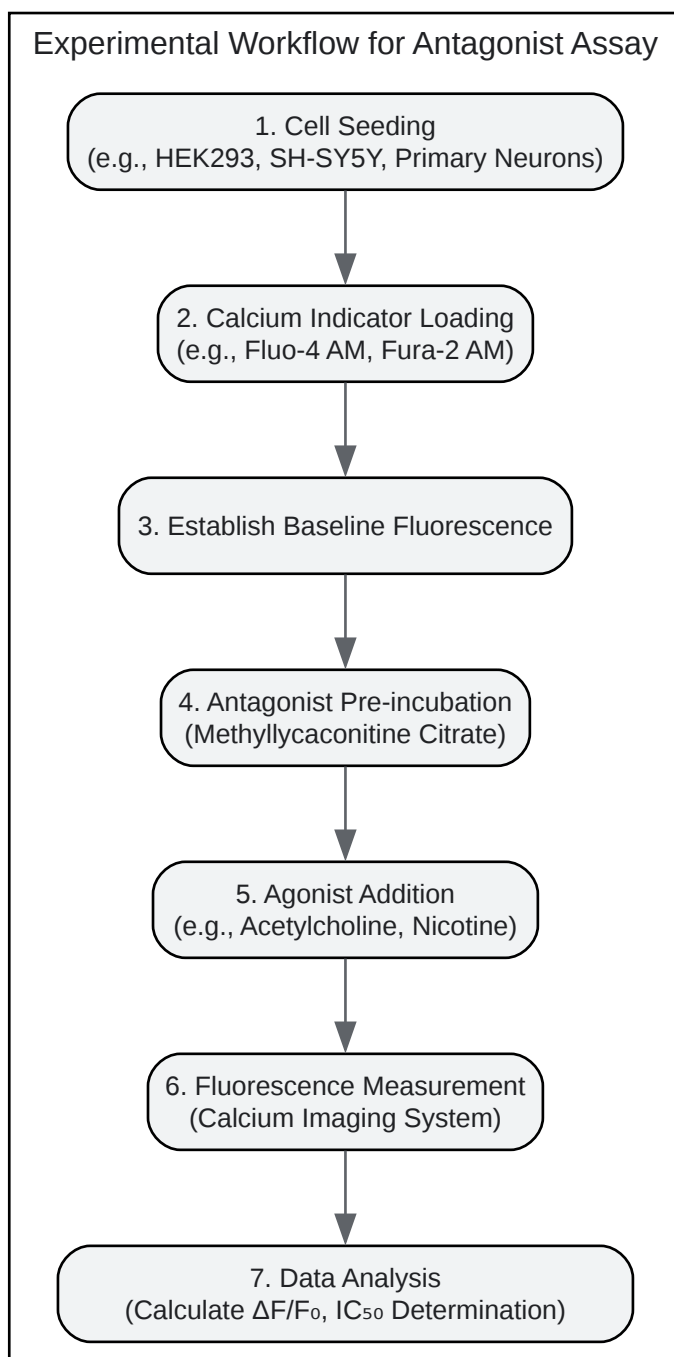 Experimental Workflow for Antagonist Assay
1. Cell Seeding
(e.g., HEK293, SH-SY5Y, Primary Neurons)
2. Calcium Indicator Loading
(e.g., Fluo-4 AM, Fura-2 AM)
3. Establish Baseline Fluorescence
4. Antagonist Pre-incubation
(Methyllycaconitine Citrate)
5. Agonist Addition
(e.g., Acetylcholine, Nicotine)
6. Fluorescence Measurement
(Calcium Imaging System)
7. Data Analysis
(Calculate ΔF/F₀, IC₅₀ Determination)